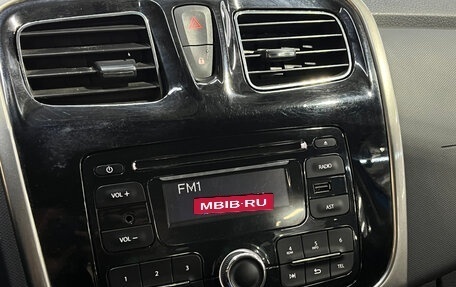 RADIO
FM1
VOL +
MBIB.RU
AST
VOL −
4 5 6
1 2 3
TEL